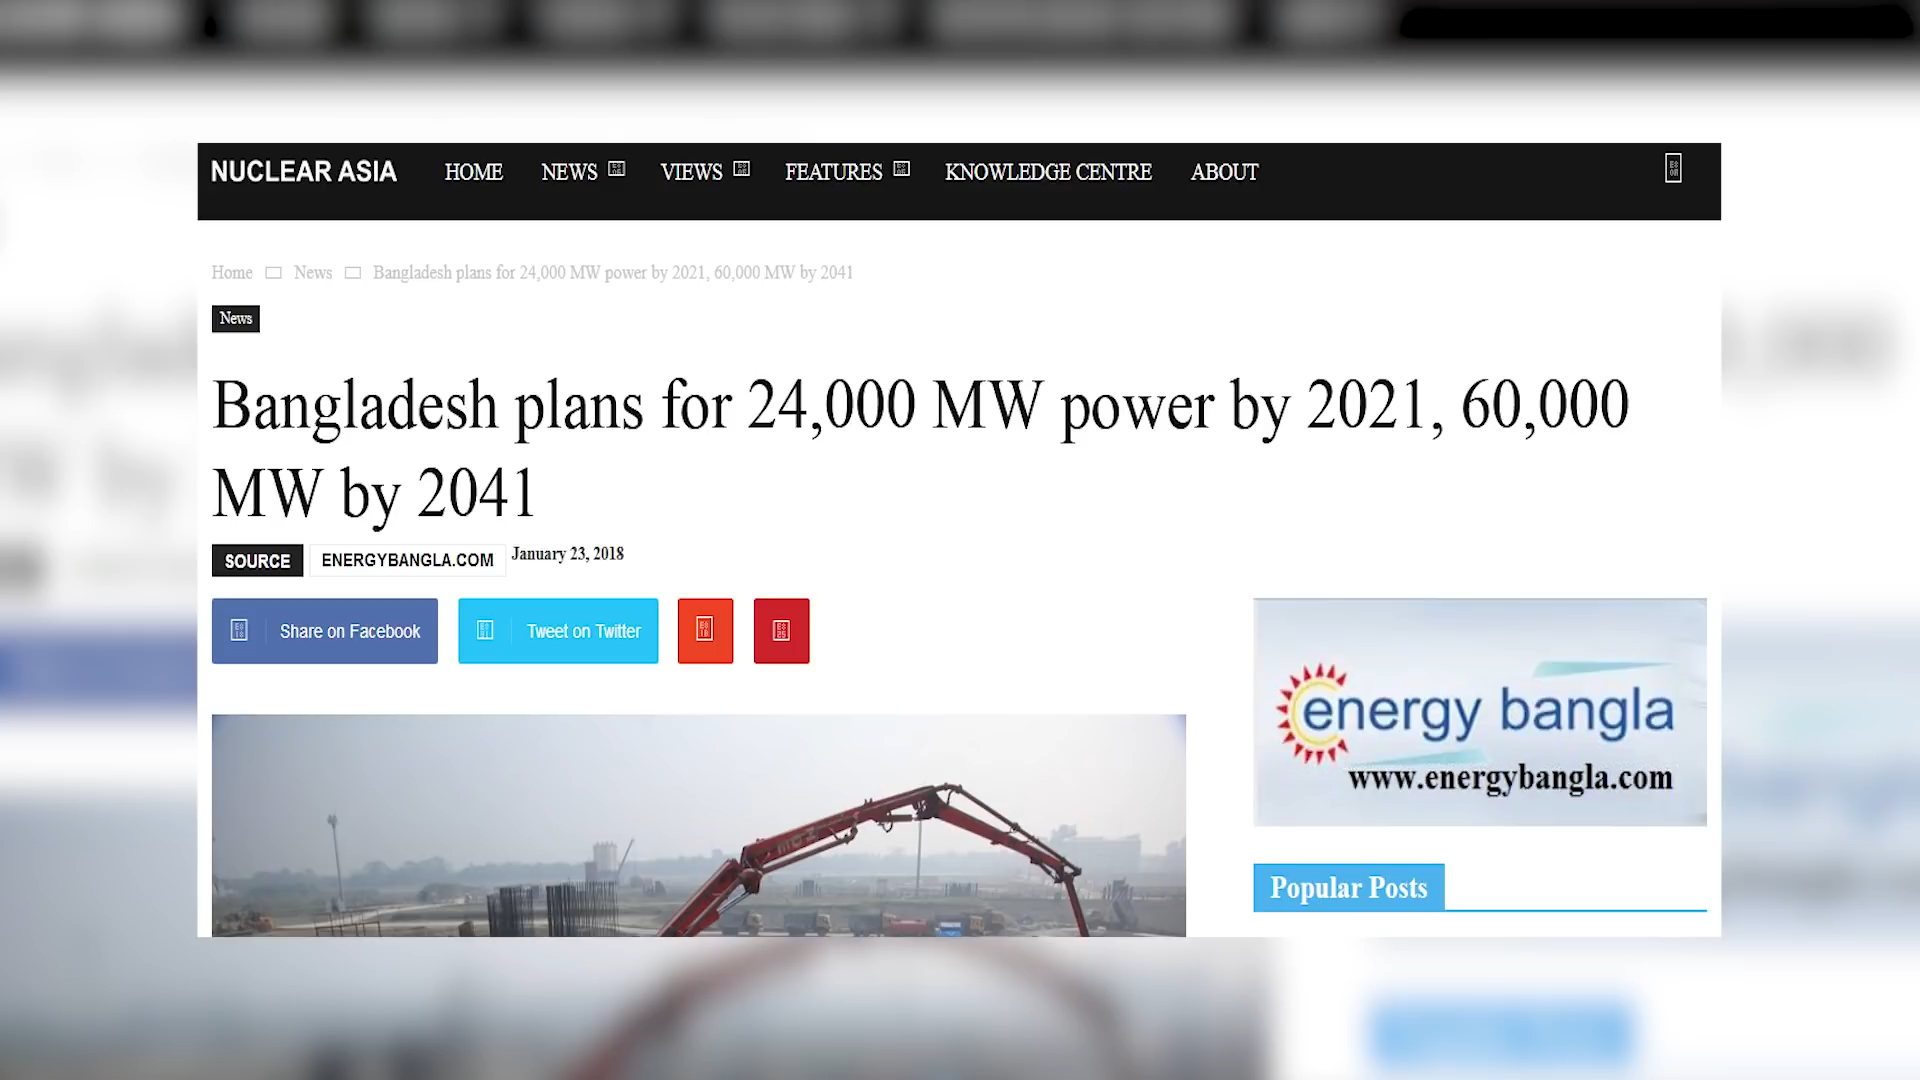 NUCLEAR ASIA HOME NEWS VIEWS FEATURES KNOWLEDGE CENTRE ABOUT
Home News Bangladesh plans for 24,000 MW power by 2021, 60,000 MW by 2041
News
Bangladesh plans for 24,000 MW power by 2021, 60,000
MW by 2041
SOURCE ENERGYBANGLA.COM January 23, 2018
Share on Facebook Tweet on Twitter
energy bangla
www.energybangla.com
Popular Posts